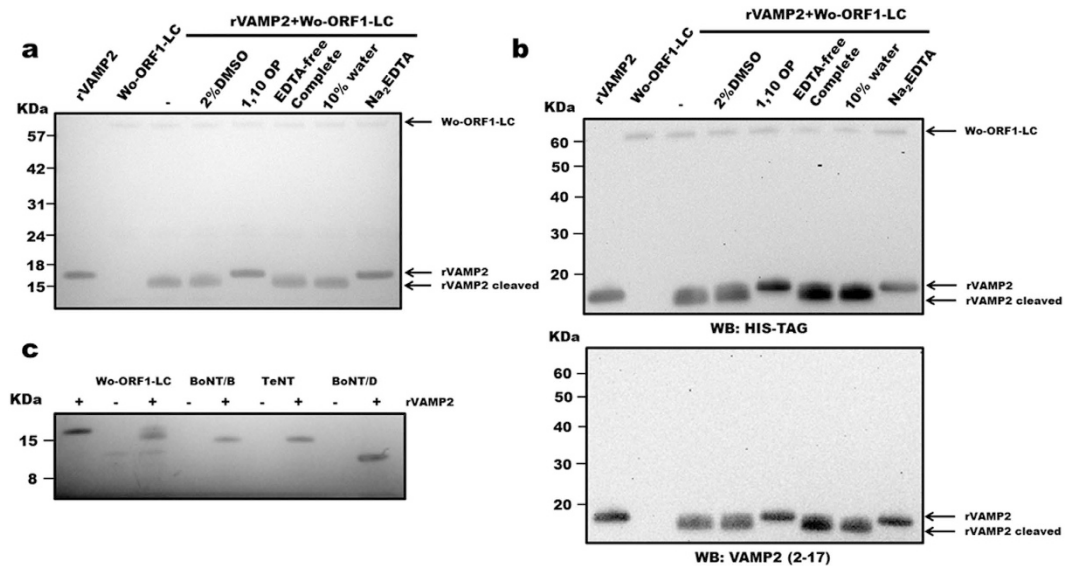 a
rVAMP2+Wo-ORF1-LC
rVAMP2
Wo-ORF1-LC
-
2%DMSO
1,10 OP
EDTA-free
Complete
10% water
Na₂EDTA
KDa
57
42
31
24
18
15
Wo-ORF1-LC
rVAMP2
rVAMP2 cleaved
b
rVAMP2+Wo-ORF1-LC
rVAMP2
Wo-ORF1-LC
-
2%DMSO
1,10 OP
EDTA-free
Complete
10% water
Na₂EDTA
KDa
60
50
40
30
20
Wo-ORF1-LC
rVAMP2
rVAMP2 cleaved
WB: HIS-TAG
KDa
60
50
40
30
20
rVAMP2
rVAMP2 cleaved
WB: VAMP2 (2-17)
c
Wo-ORF1-LC BoNT/B TeNT BoNT/D
KDa + - + - + - + - + rVAMP2
15
8